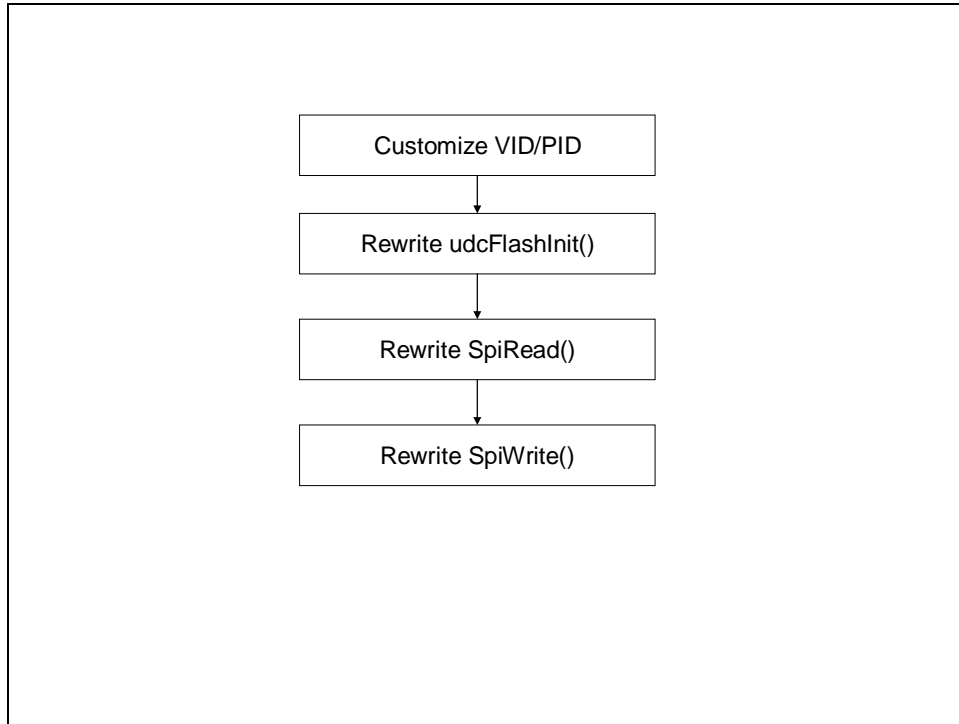 Customize VID/PID
Rewrite udcFlashInit()
Rewrite SpiRead()
Rewrite SpiWrite()